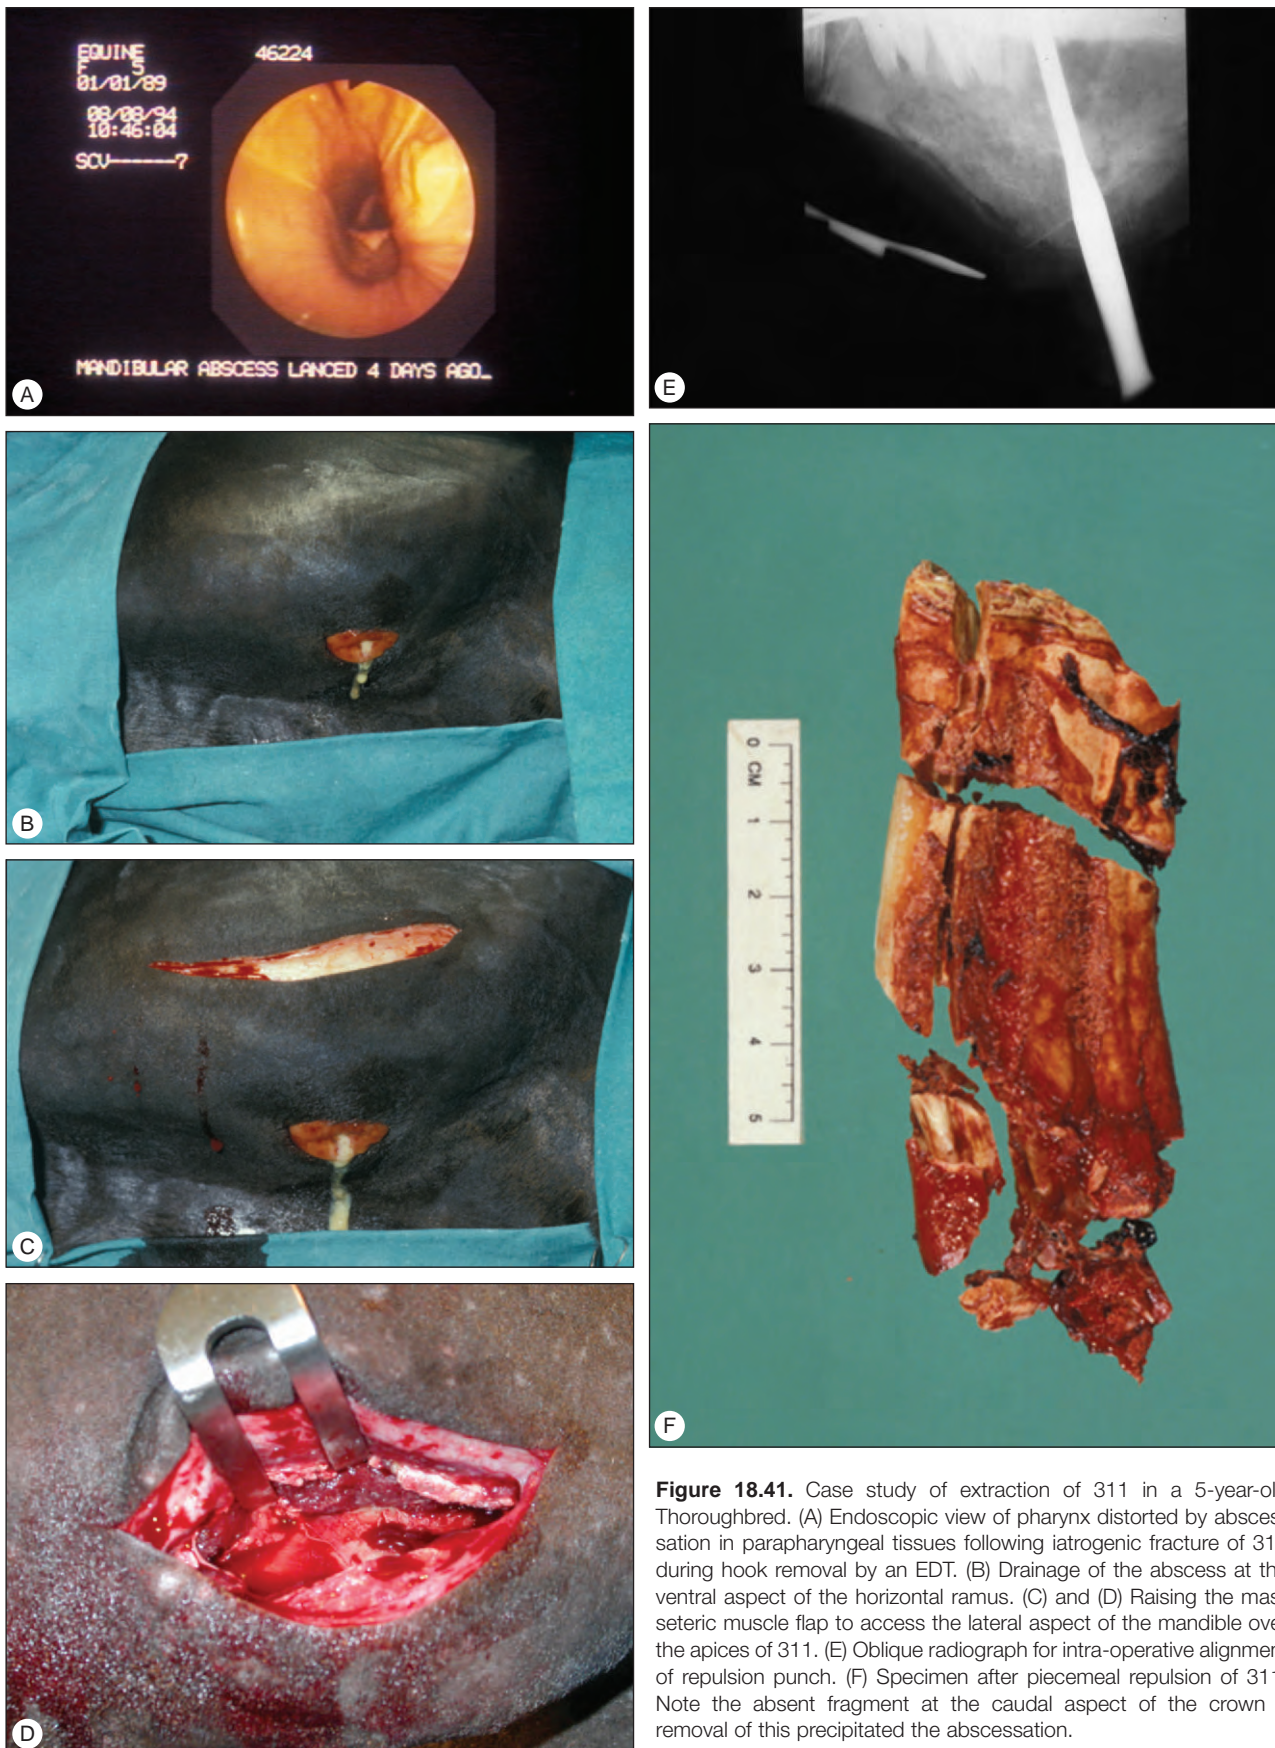 EQUINE
F 5
01/01/89
08/08/94
10:46:04
SCV------7
46224
MANDIBULAR ABSCESS LANCED 4 DAYS AGO_
A
B
C
D
E
0 CM
1
2
3
4
5
F
Figure 18.41. Case study of extraction of 311 in a 5-year-ol
Thoroughbred. (A) Endoscopic view of pharynx distorted by absces
sation in parapharyngeal tissues following iatrogenic fracture of 31
during hook removal by an EDT. (B) Drainage of the abscess at th
ventral aspect of the horizontal ramus. (C) and (D) Raising the mas
seteric muscle flap to access the lateral aspect of the mandible ove
the apices of 311. (E) Oblique radiograph for intra-operative alignmen
of repulsion punch. (F) Specimen after piecemeal repulsion of 311
Note the absent fragment at the caudal aspect of the crown
removal of this precipitated the abscessation.